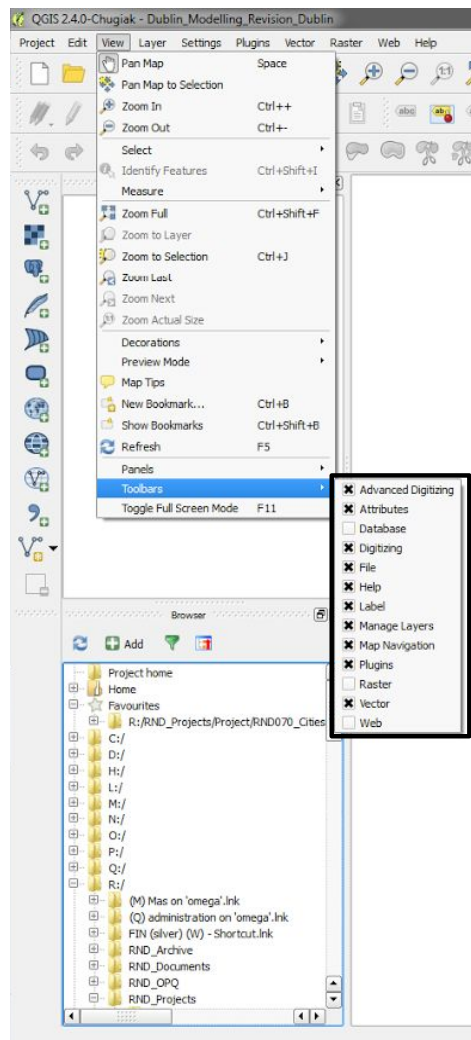 QGIS 2.4.0-Chugiak - Dublin_Modelling_Revision_Dublin
Project Edit View Layer Settings Plugins Vector Raster Web Help
Pan Map Space
Pan Map to Selection
Zoom In Ctrl++
Zoom Out Ctrl+-
Select
Identify Features Ctrl+Shift+I
Measure
Zoom Full Ctrl+Shift+F
Zoom to Layer
Zoom to Selection Ctrl+J
Zoom Last
Zoom Next
Zoom Actual Size
Decorations
Preview Mode
Map Tips
New Bookmark... Ctrl+B
Show Bookmarks Ctrl+Shift+B
Refresh F5
Panels
Toolbars
Toggle Full Screen Mode F11
Advanced Digitizing
Attributes
Database
Digitizing
File
Help
Label
Manage Layers
Map Navigation
Plugins
Raster
Vector
Web
Browser
Add
Project home
Home
Favourites
R:/RND_Projects/Project/RND070_Cities
C:/
D:/
H:/
L:/
M:/
N:/
O:/
P:/
Q:/
R:/
(M) Mas on 'omega'.lnk
(Q) administration on 'omega'.lnk
FIN (silver) (W) - Shortcut.lnk
RND_Archive
RND_Documents
RND_OPQ
RND_Projects